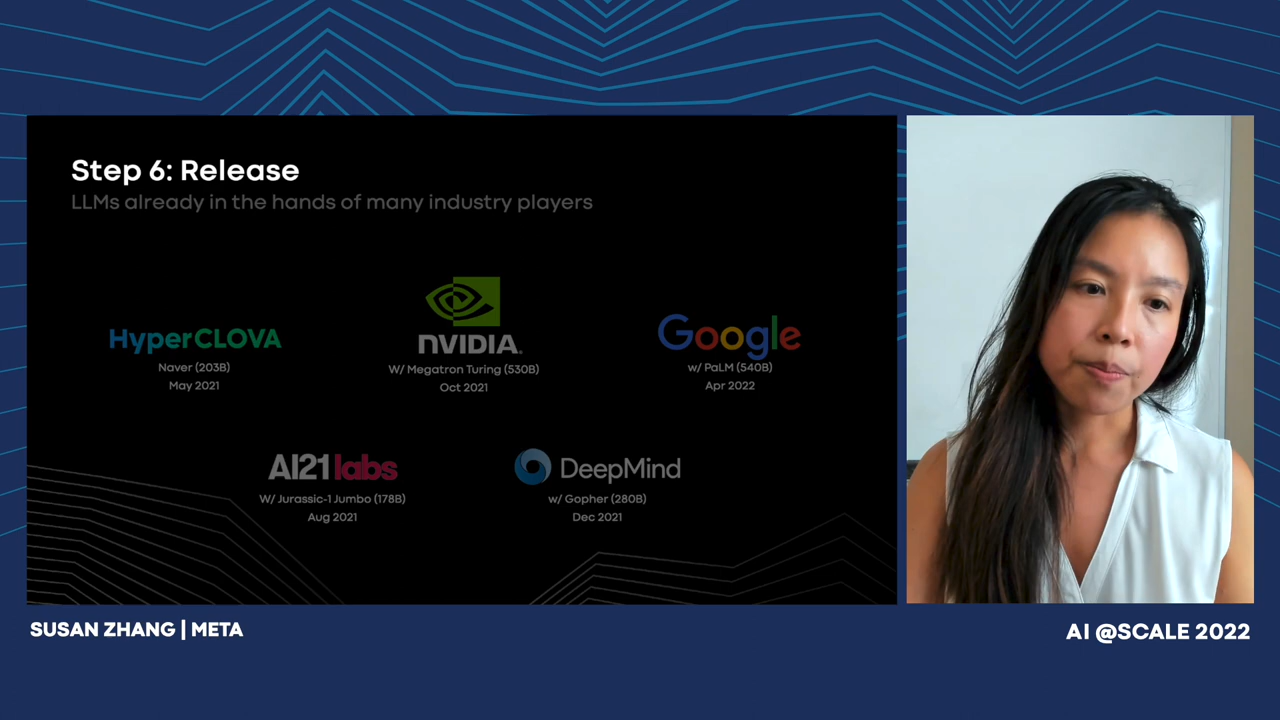 Step 6: Release
LLMs already in the hands of many industry players
HyperCLOVA
Naver (203B)
May 2021
NVIDIA.
W/ Megatron Turing (530B)
Oct 2021
Google
w/ PaLM (540B)
Apr 2022
AI21 labs
W/ Jurassic-1 Jumbo (178B)
Aug 2021
DeepMind
w/ Gopher (280B)
Dec 2021
SUSAN ZHANG | META
AI @SCALE 2022